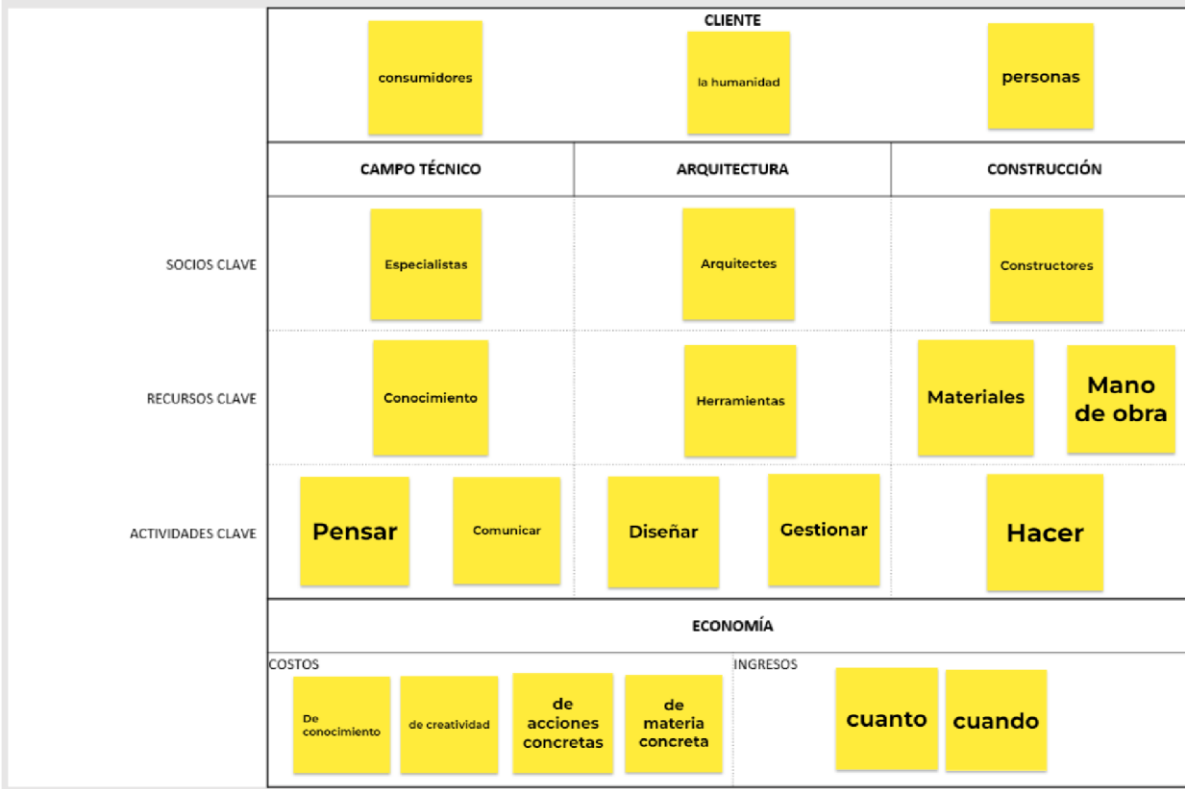 CLIENTE
consumidores
la humanidad
personas
CAMPO TÉCNICO
ARQUITECTURA
CONSTRUCCIÓN
SOCIOS CLAVE
Especialistas
Arquitectes
Constructores
RECURSOS CLAVE
Conocimiento
Herramientas
Materiales
Mano
de obra
ACTIVIDADES CLAVE
Pensar
Comunicar
Diseñar
Gestionar
Hacer
ECONOMÍA
COSTOS
De
conocimiento
de creatividad
de
acciones
concretas
de
materia
concreta
INGRESOS
cuanto
cuando